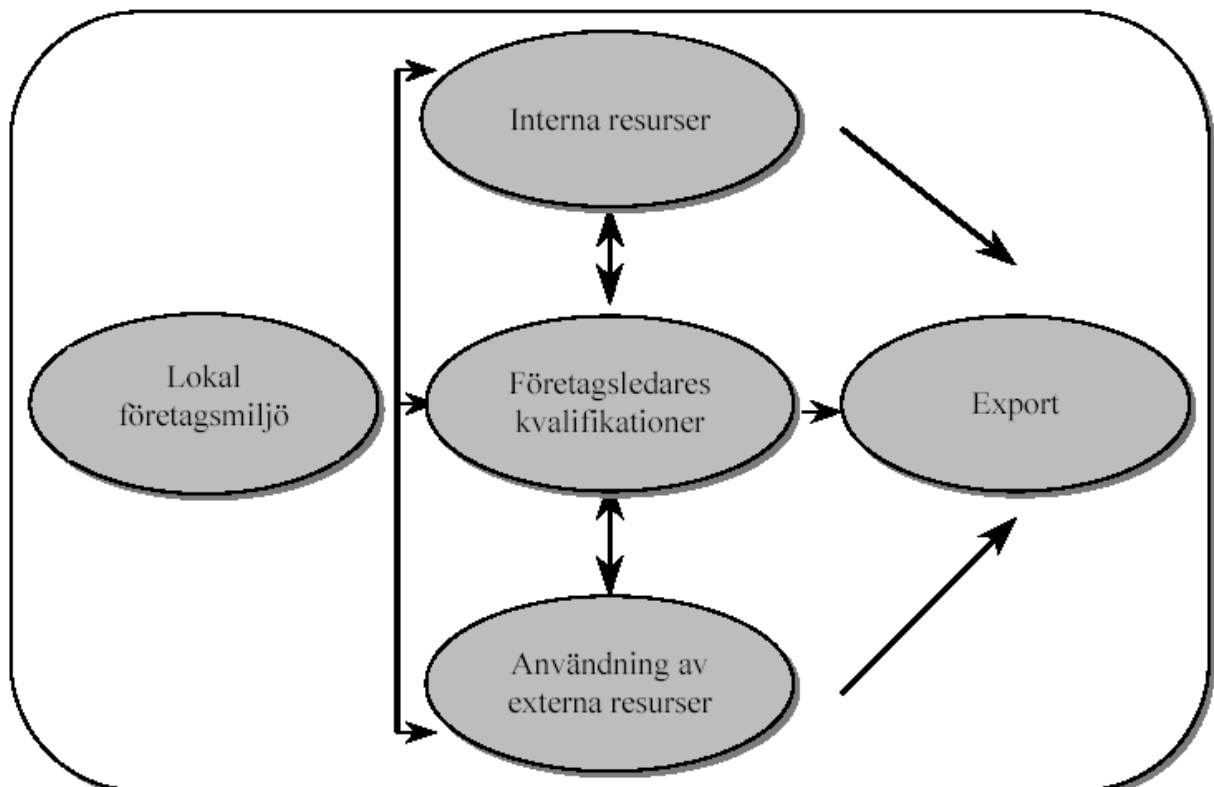 Interna resurser
Lokal
företagsmiljö
Företagsledares
kvalifikationer
Export
Användning av
externa resurser